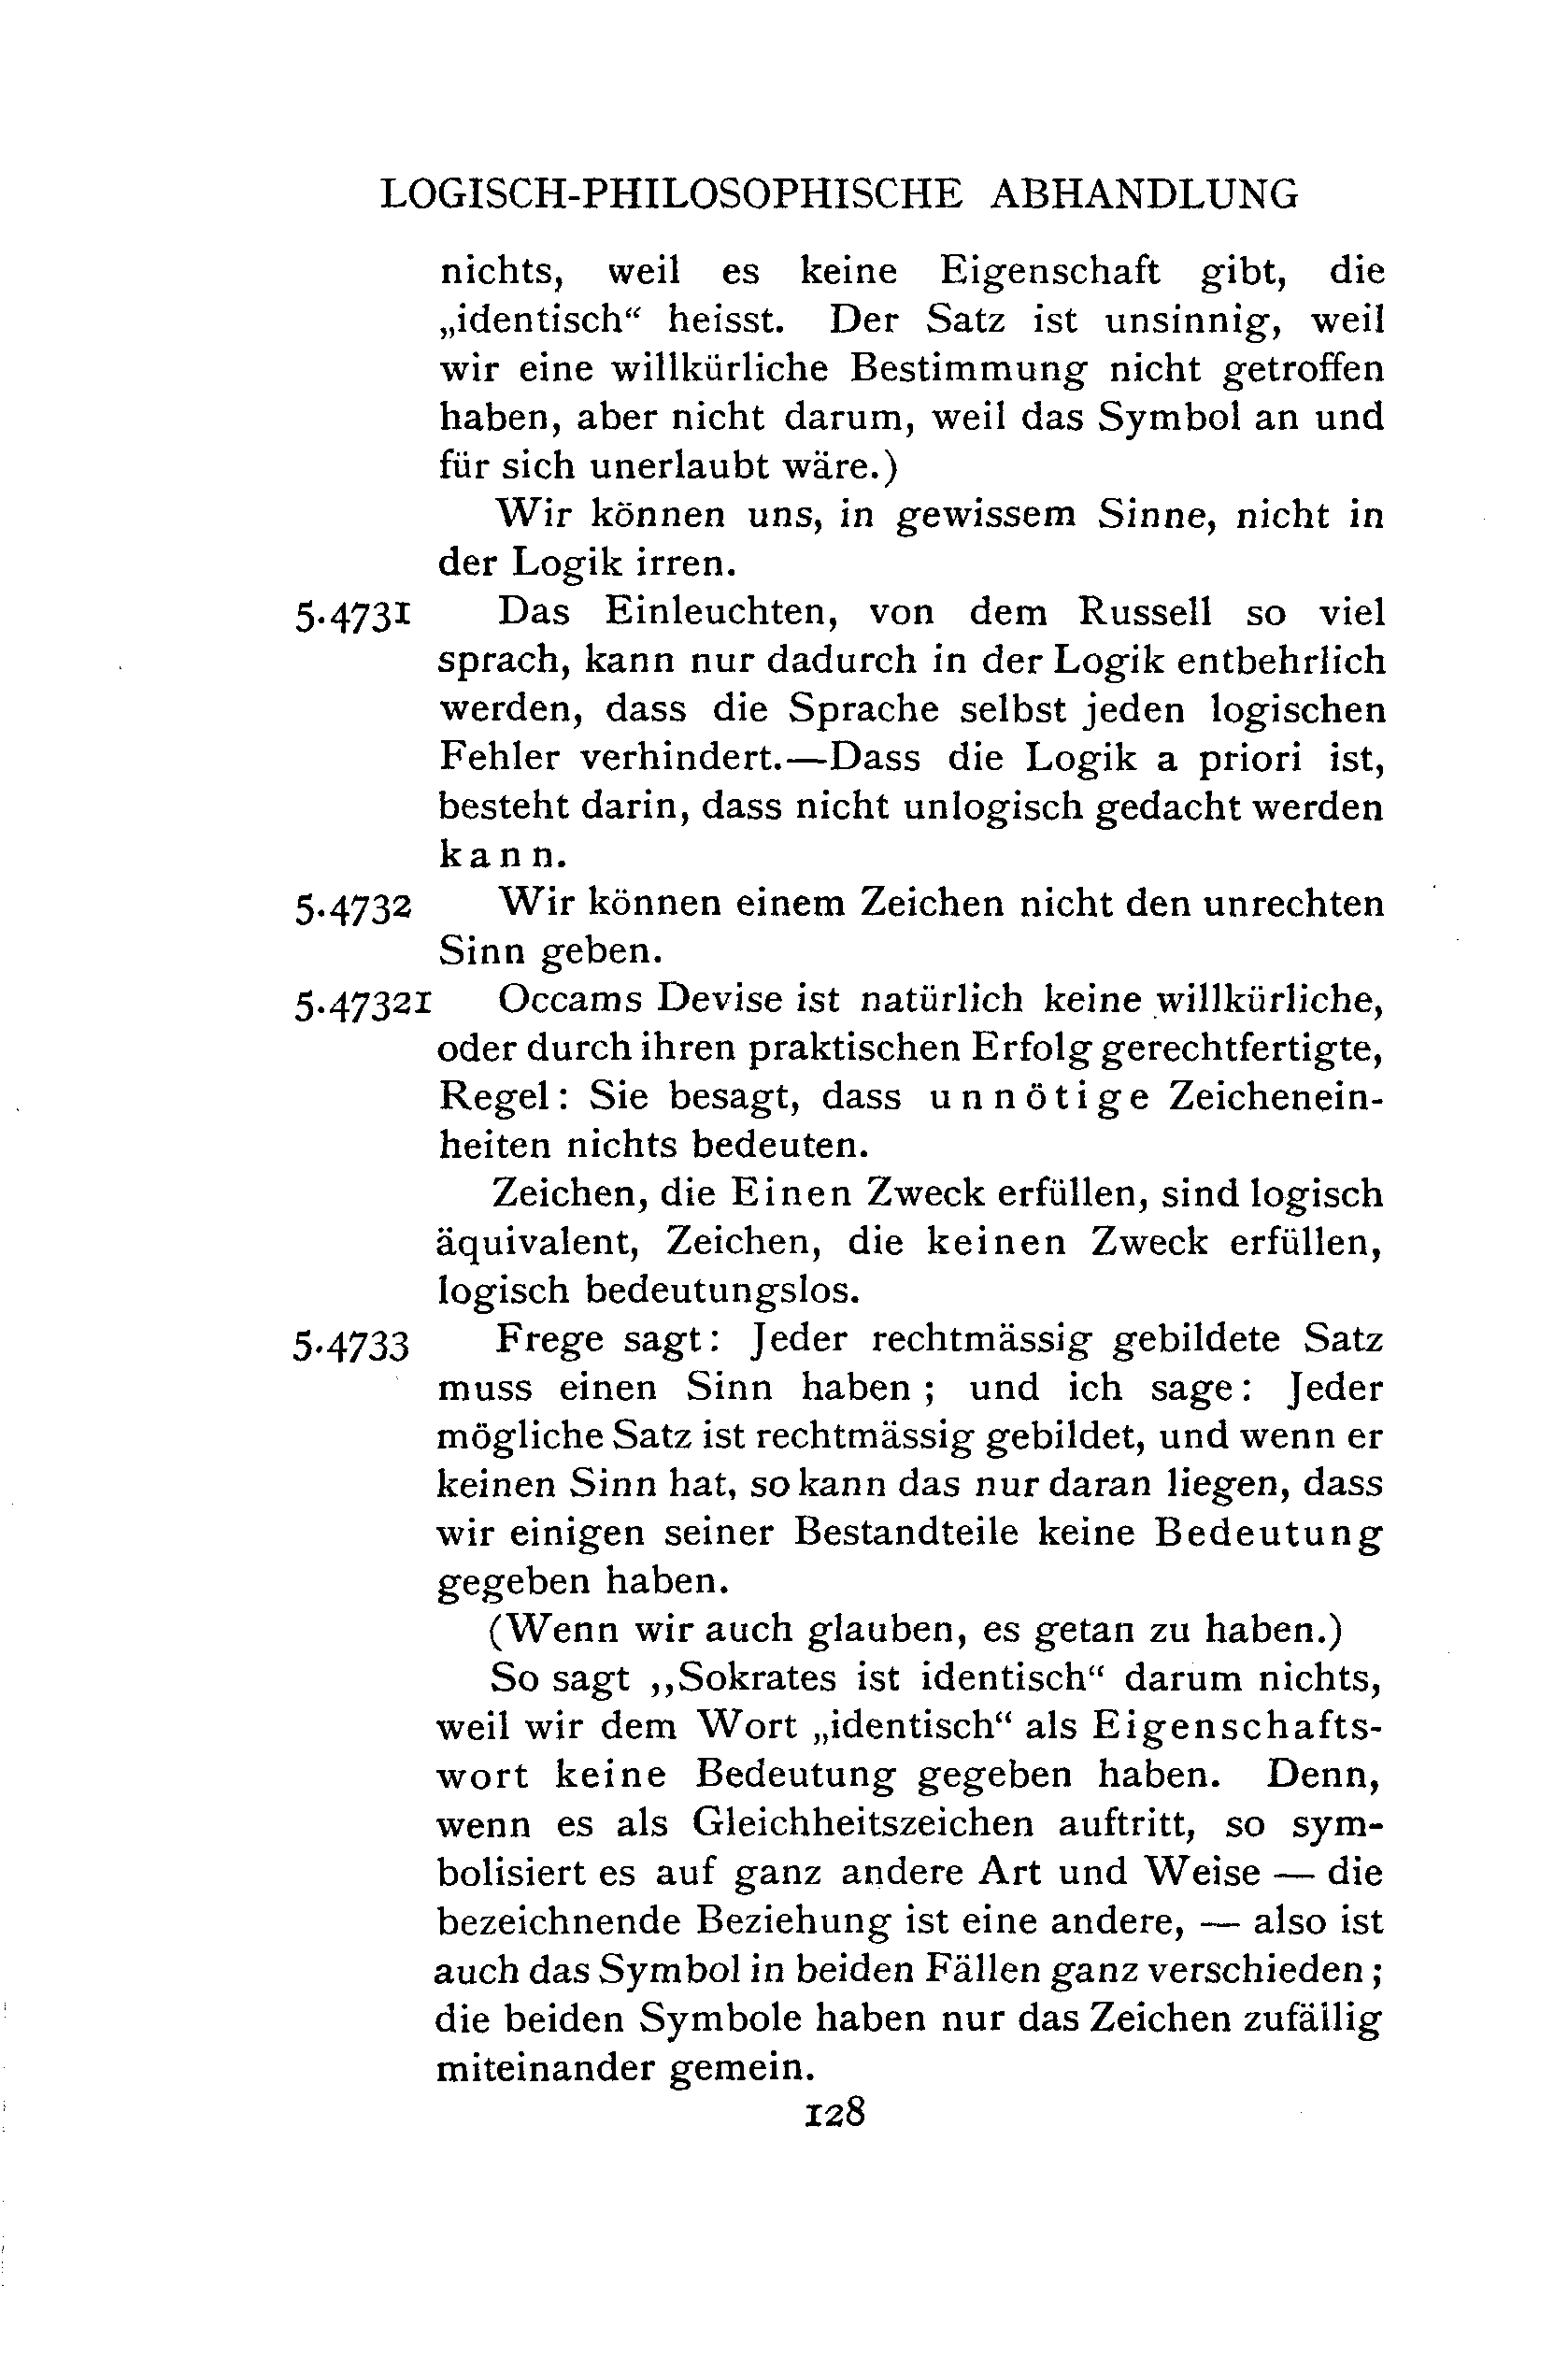 LOGISCH-PHILOSOPHISCHE ABHANDLUNG
nichts, weil es keine Eigenschaft gibt, die
„identisch“ heisst. Der Satz ist unsinnig, weil
wir eine willkürliche Bestimmung nicht getroffen
haben, aber nicht darum, weil das Symbol an und
für sich unerlaubt wäre.)
Wir können uns, in gewissem Sinne, nicht in
der Logik irren.
5·4731 Das Einleuchten, von dem Russell so viel
sprach, kann nur dadurch in der Logik entbehrlich
werden, dass die Sprache selbst jeden logischen
Fehler verhindert.—Dass die Logik a priori ist,
besteht darin, dass nicht unlogisch gedacht werden
k a n n.
5·4732 Wir können einem Zeichen nicht den unrechten
Sinn geben.
5·47321 Occams Devise ist natürlich keine willkürliche,
oder durch ihren praktischen Erfolg gerechtfertigte,
Regel: Sie besagt, dass u n n ö t i g e Zeichenein-
heiten nichts bedeuten.
Zeichen, die Einen Zweck erfüllen, sind logisch
äquivalent, Zeichen, die keinen Zweck erfüllen,
logisch bedeutungslos.
5·4733 Frege sagt: Jeder rechtmässig gebildete Satz
muss einen Sinn haben; und ich sage: Jeder
mögliche Satz ist rechtmässig gebildet, und wenn er
keinen Sinn hat, so kann das nur daran liegen, dass
wir einigen seiner Bestandteile keine Bedeutung
gegeben haben.
(Wenn wir auch glauben, es getan zu haben.)
So sagt ,,Sokrates ist identisch“ darum nichts,
weil wir dem Wort „identisch“ als Eigenschafts-
wort keine Bedeutung gegeben haben. Denn,
wenn es als Gleichheitszeichen auftritt, so sym-
bolisiert es auf ganz andere Art und Weise — die
bezeichnende Beziehung ist eine andere, — also ist
auch das Symbol in beiden Fällen ganz verschieden;
die beiden Symbole haben nur das Zeichen zufällig
miteinander gemein.
128